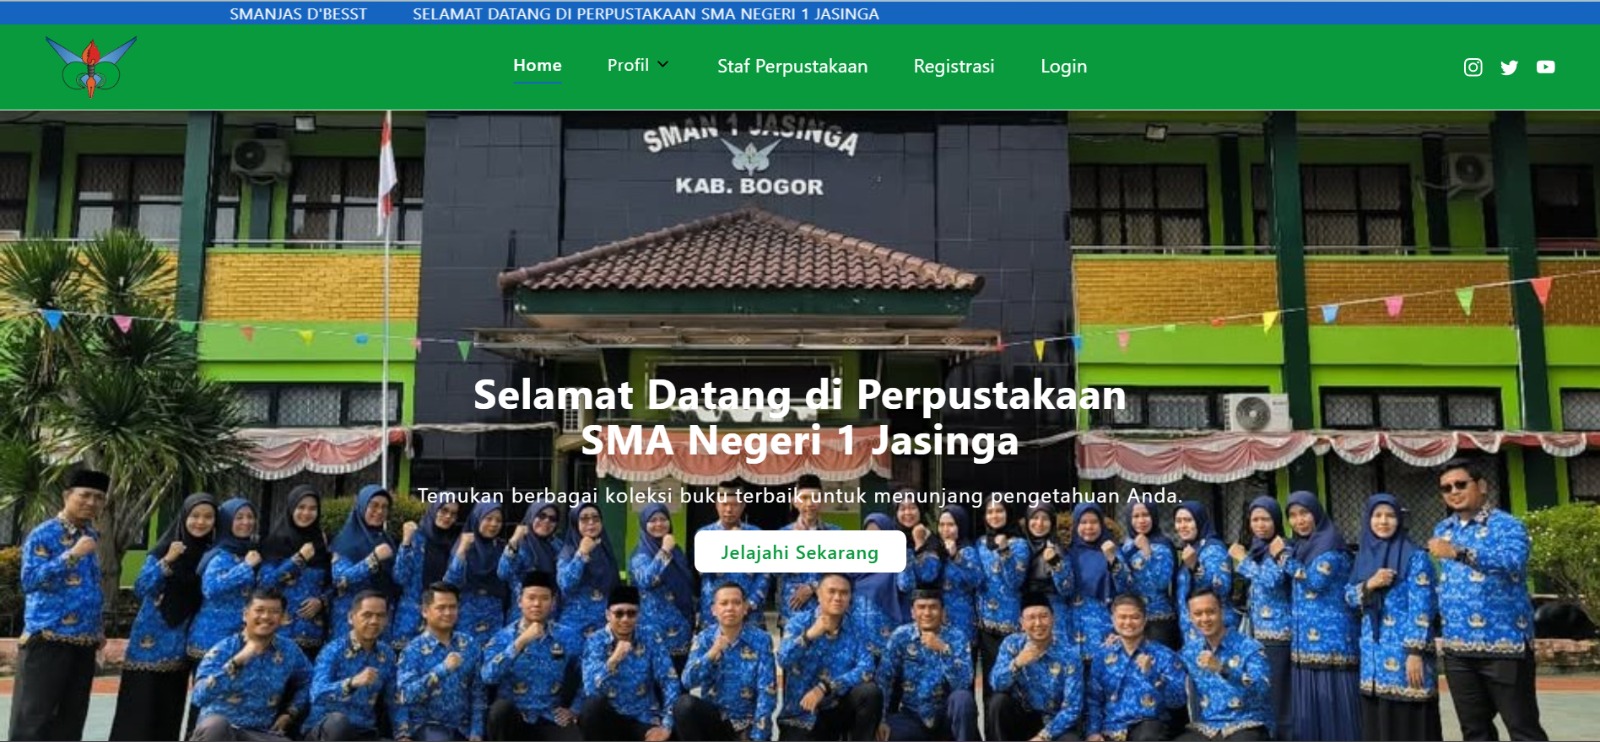 SMANJAS D'BESST SELAMAT DATANG DI PERPUSTAKAAN SMA NEGERI 1 JASINGA
Home Profil Staf Perpustakaan Registrasi Login
SMAN 1 JASINGA
KAB. BOGOR
Selamat Datang di Perpustakaan
SMA Negeri 1 Jasinga
Temukan berbagai koleksi buku terbaik untuk menunjang pengetahuan Anda.
Jelajahi Sekarang